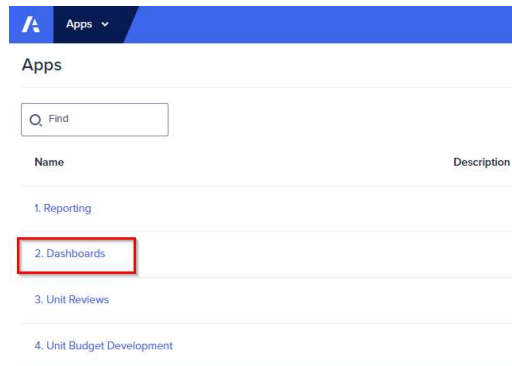 Apps
Apps
Find
Name Description
1. Reporting
2. Dashboards
3. Unit Reviews
4. Unit Budget Development